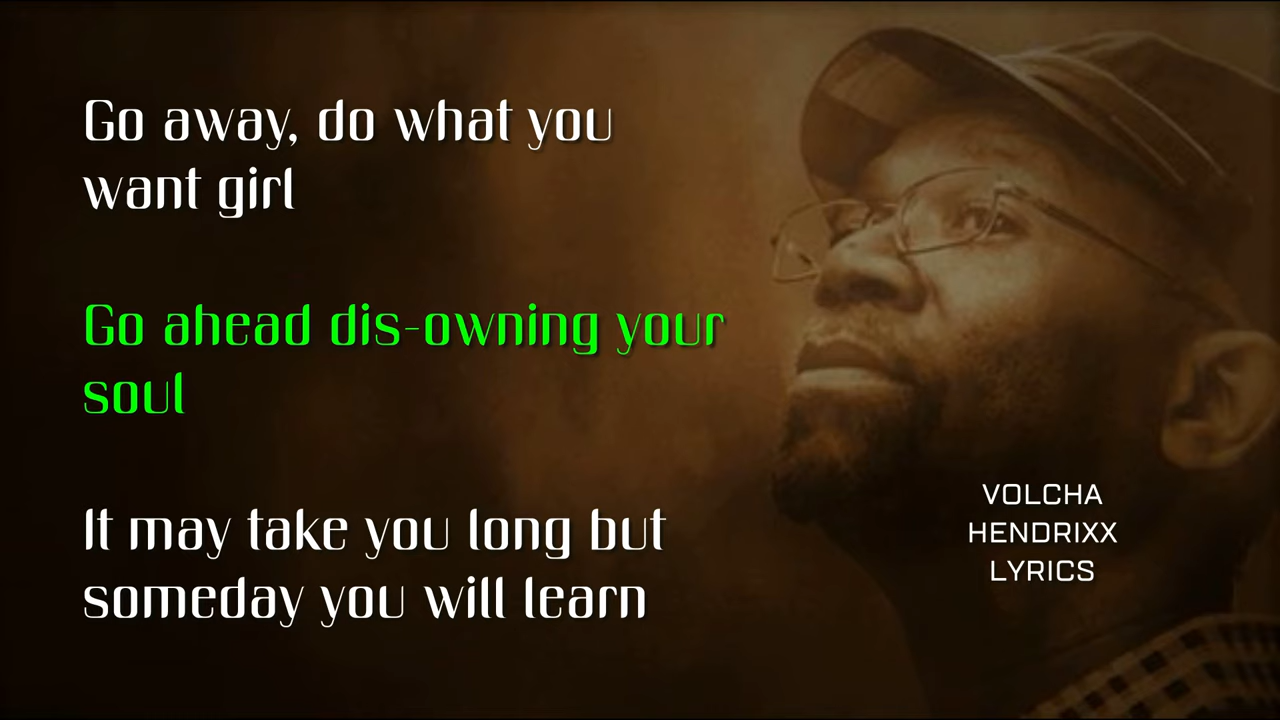 Go away, do what you
want girl
Go ahead dis-owning your
soul
It may take you long but
someday you will learn
VOLCHA
HENDRIXX
LYRICS